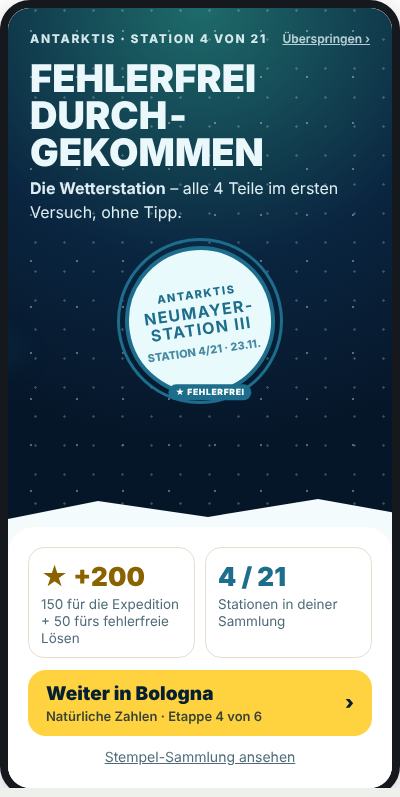 ANTARKTIS · STATION 4 VON 21
Überspringen ›
FEHLERFREI
DURCH-
GEKOMMEN
Die Wetterstation – alle 4 Teile im ersten
Versuch, ohne Tipp.
ANTARKTIS
NEUMAYER-
STATION III
STATION 4/21 · 23.11.
★ FEHLERFREI
★ +200
150 für die Expedition
+ 50 fürs fehlerfreie
Lösen
4 / 21
Stationen in deiner
Sammlung
Weiter in Bologna
Natürliche Zahlen · Etappe 4 von 6
›
Stempel-Sammlung ansehen